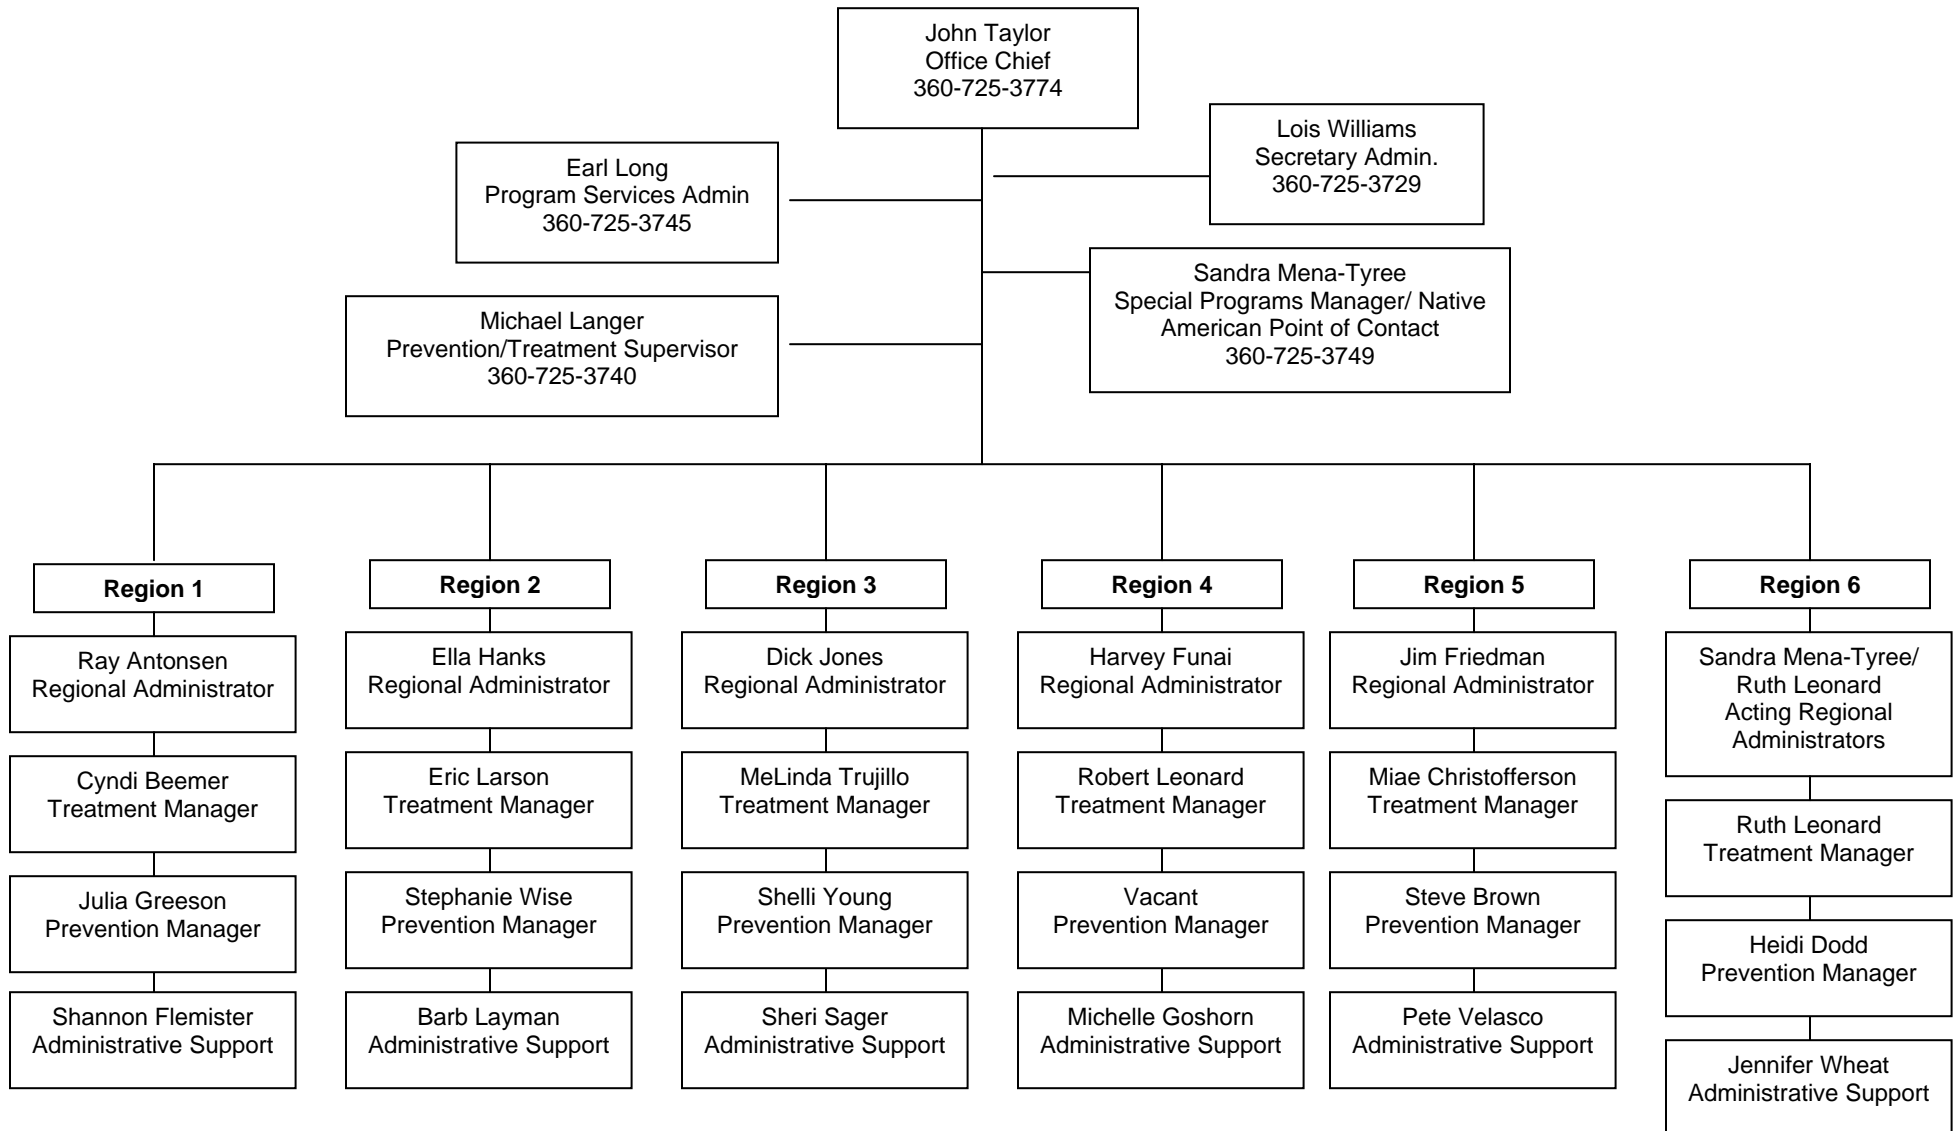 John Taylor
Office Chief
360-725-3774
Lois Williams
Secretary Admin.
360-725-3729
Earl Long
Program Services Admin
360-725-3745
Sandra Mena-Tyree
Special Programs Manager/ Native
American Point of Contact
360-725-3749
Michael Langer
Prevention/Treatment Supervisor
360-725-3740
Region 1
Ray Antonsen
Regional Administrator
Cyndi Beemer
Treatment Manager
Julia Greeson
Prevention Manager
Shannon Flemister
Administrative Support
Region 2
Ella Hanks
Regional Administrator
Eric Larson
Treatment Manager
Stephanie Wise
Prevention Manager
Barb Layman
Administrative Support
Region 3
Dick Jones
Regional Administrator
MeLinda Trujillo
Treatment Manager
Shelli Young
Prevention Manager
Sheri Sager
Administrative Support
Region 4
Harvey Funai
Regional Administrator
Robert Leonard
Treatment Manager
Vacant
Prevention Manager
Michelle Goshorn
Administrative Support
Region 5
Jim Friedman
Regional Administrator
Miae Christofferson
Treatment Manager
Steve Brown
Prevention Manager
Pete Velasco
Administrative Support
Region 6
Sandra Mena-Tyree/
Ruth Leonard
Acting Regional
Administrators
Ruth Leonard
Treatment Manager
Heidi Dodd
Prevention Manager
Jennifer Wheat
Administrative Support